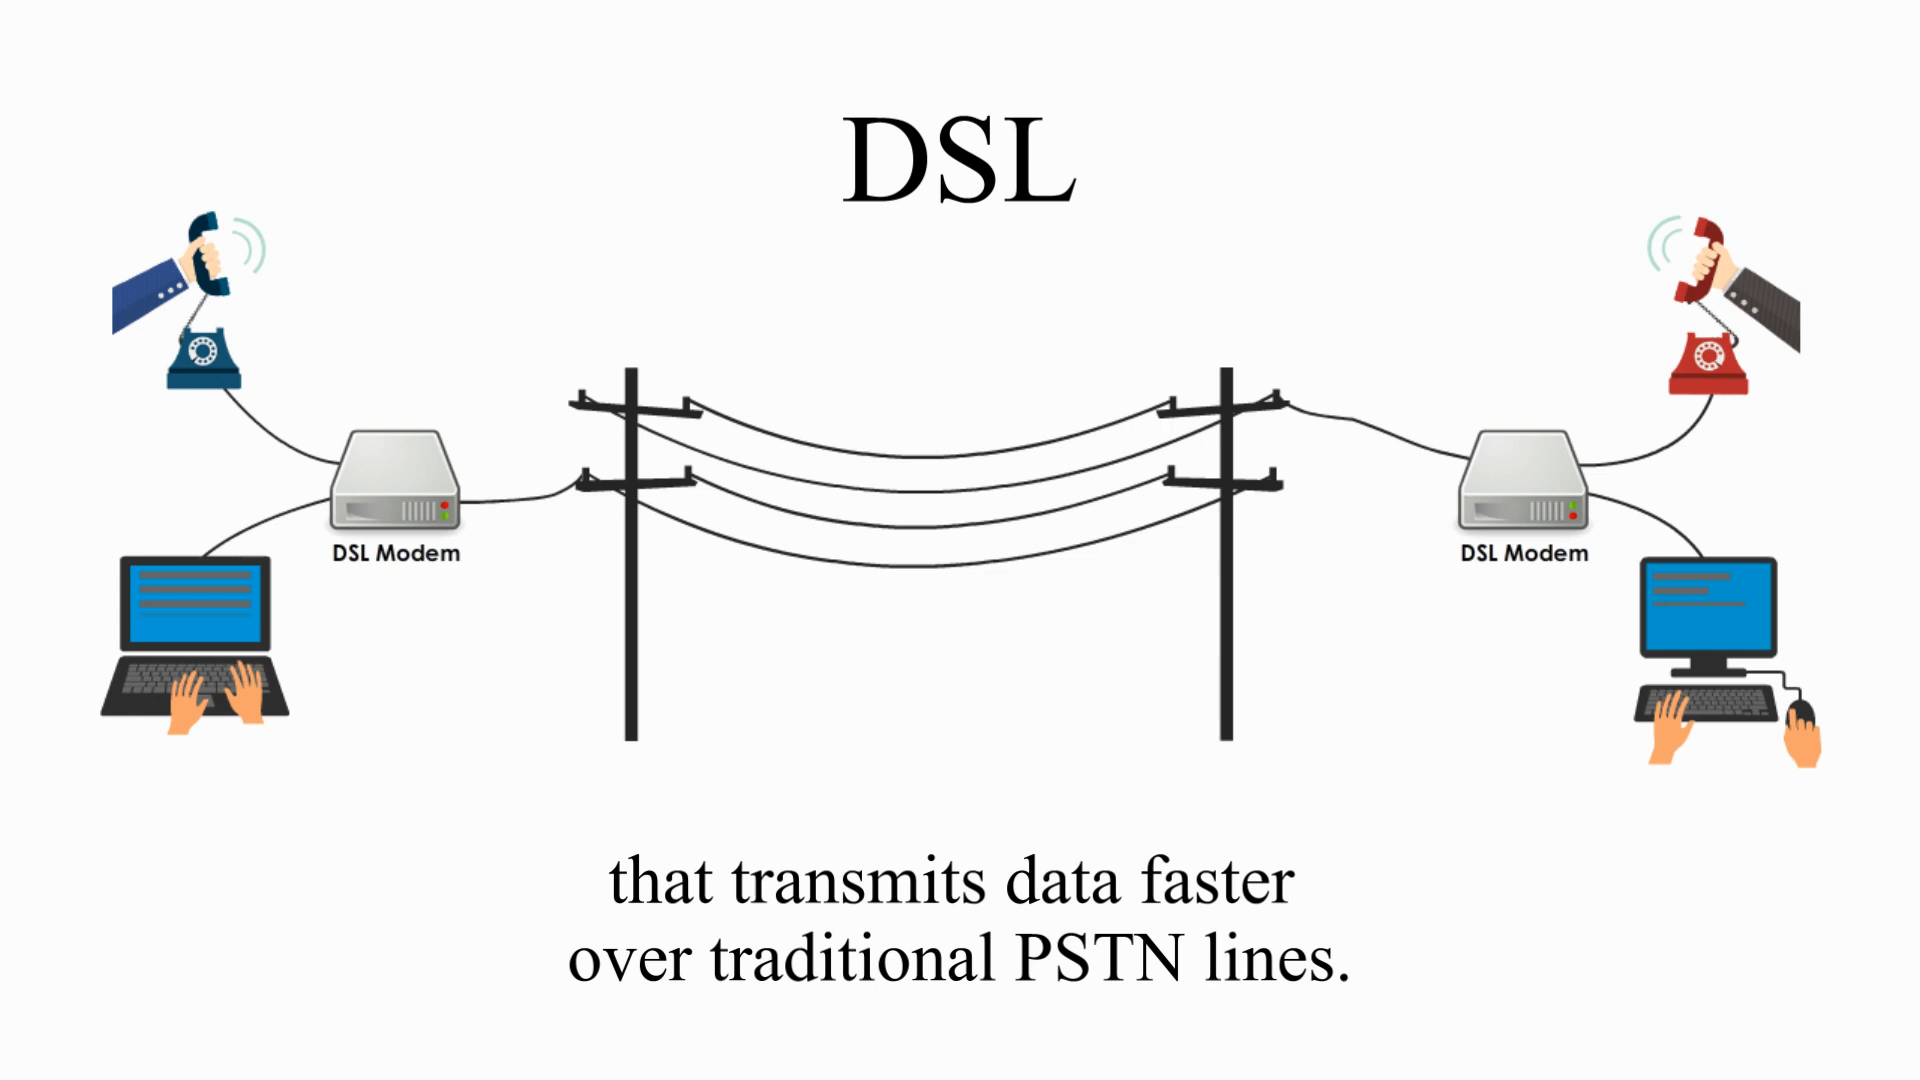 DSL
DSL Modem
DSL Modem
that transmits data faster
over traditional PSTN lines.